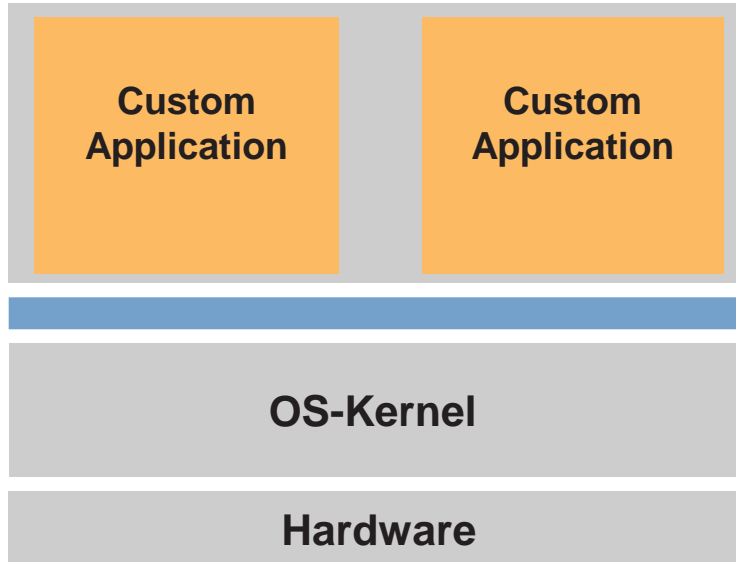 Custom
Application
Custom
Application
OS-Kernel
Hardware